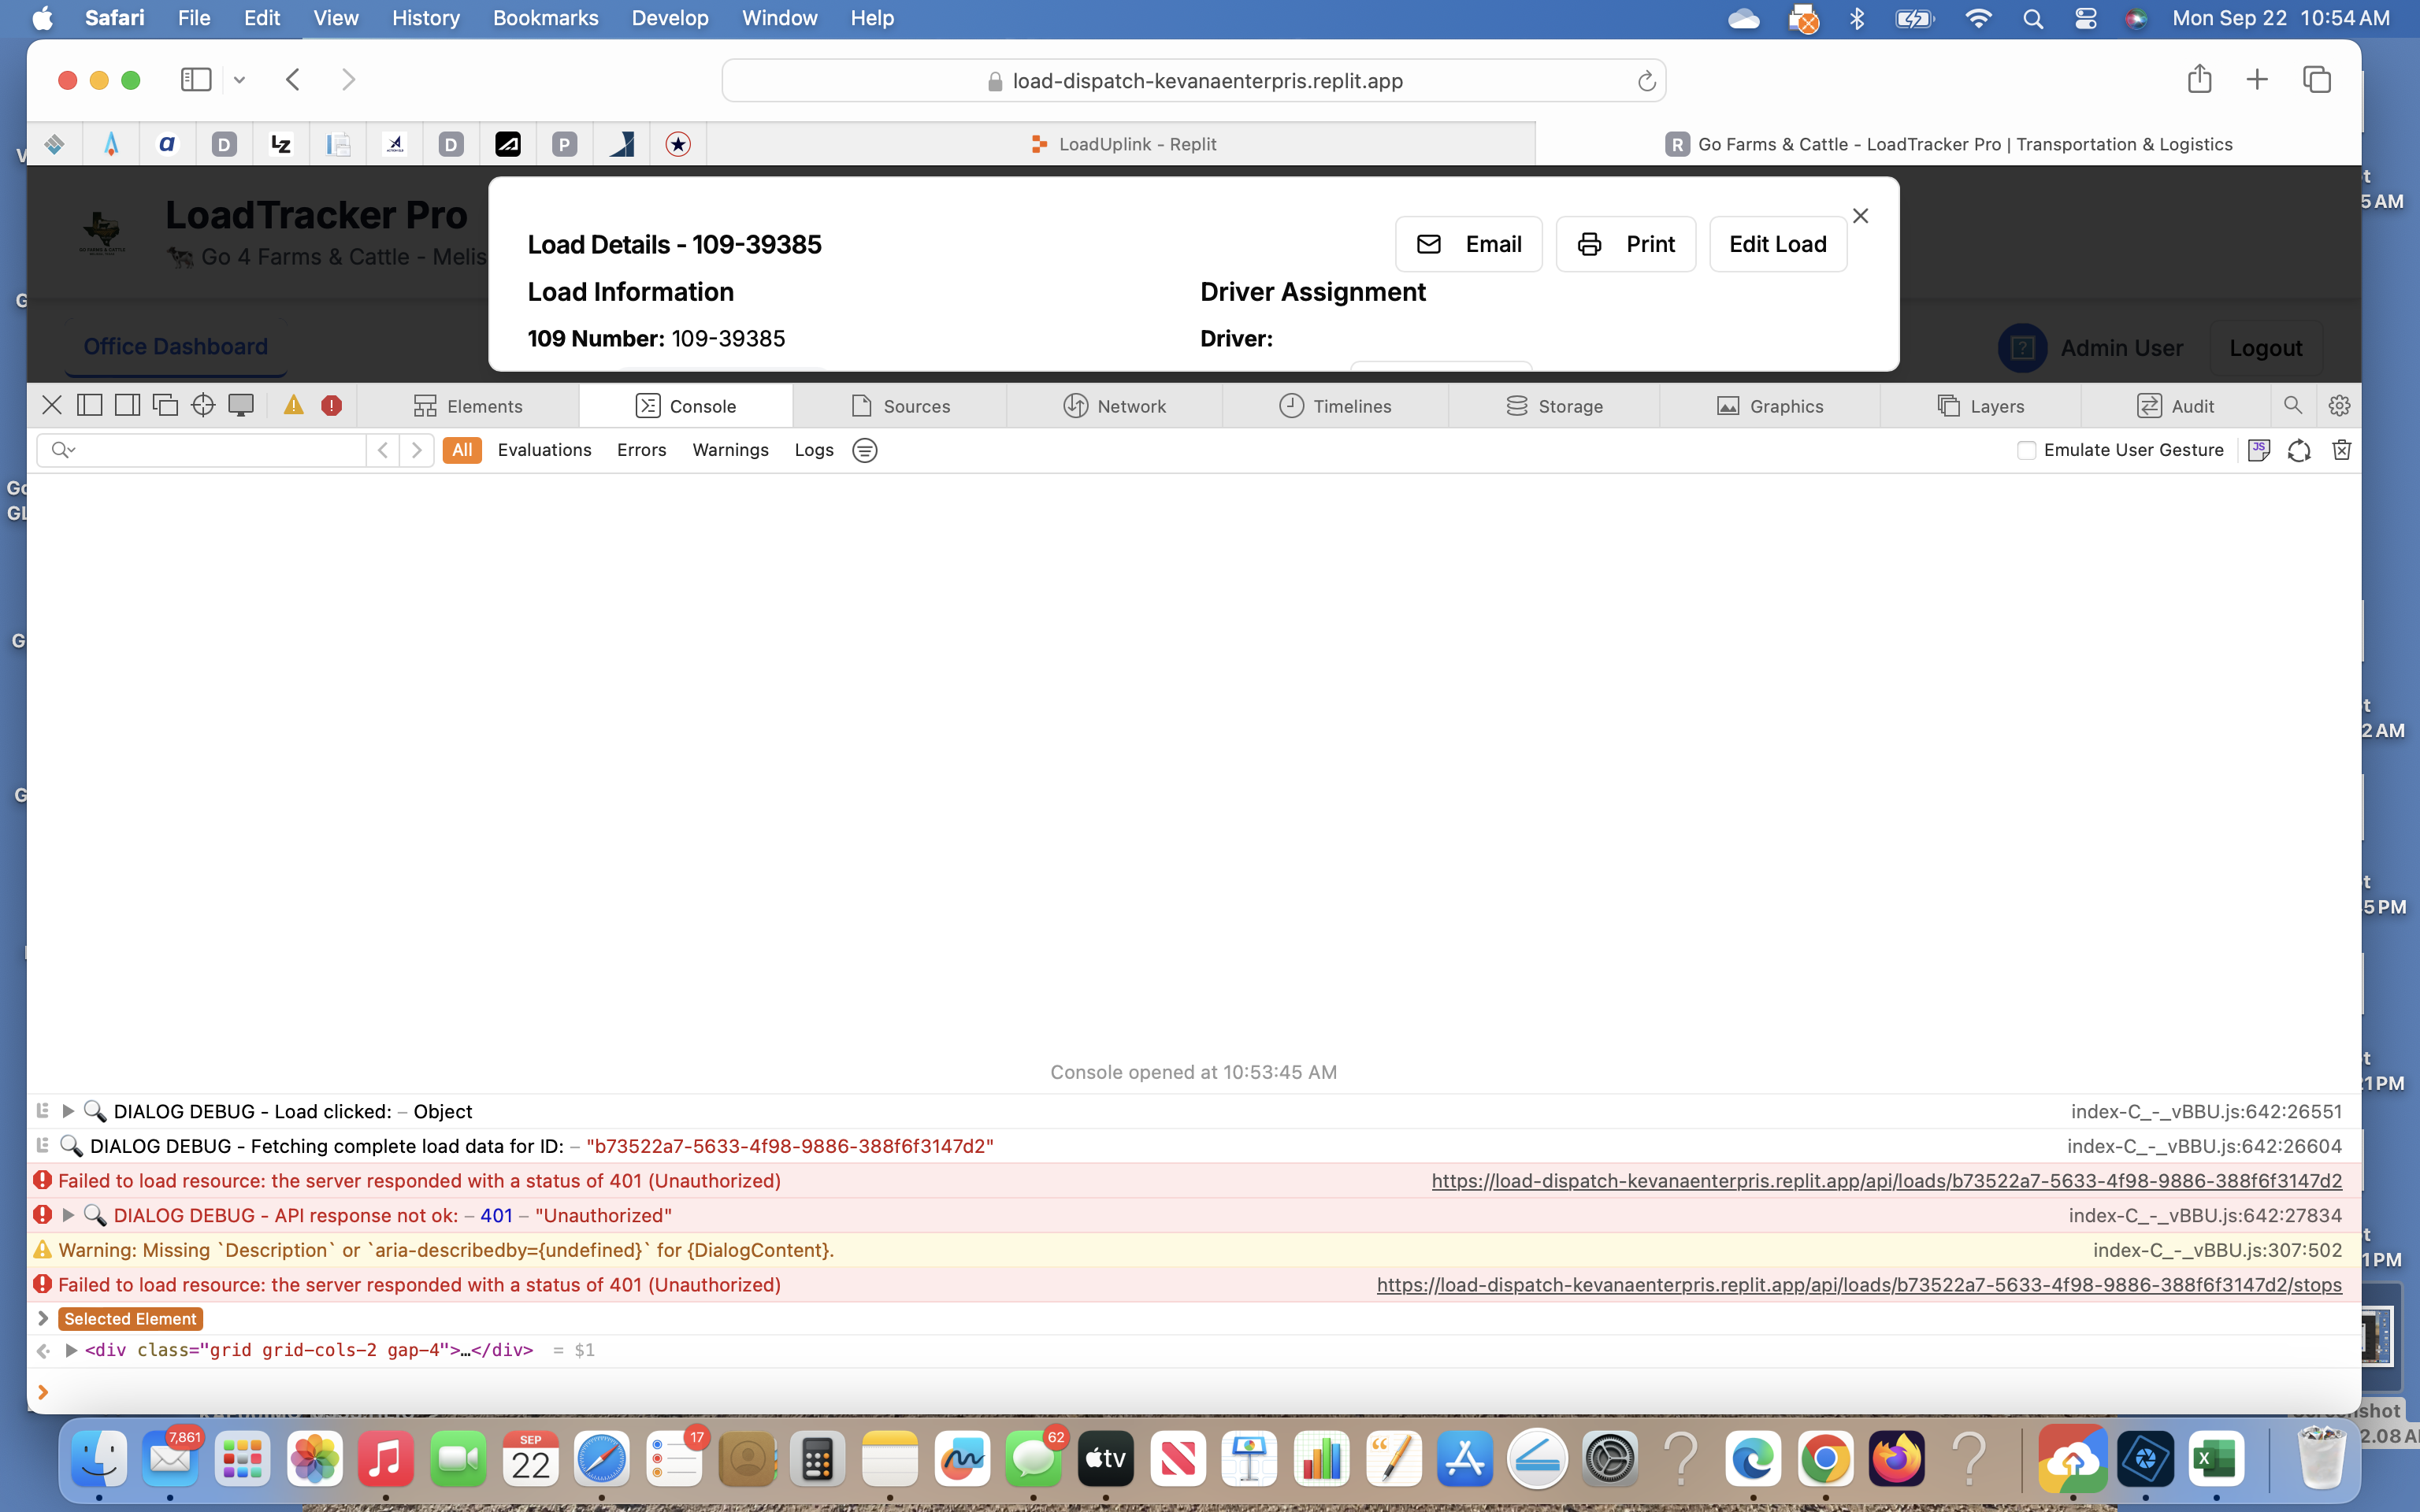 Safari File Edit View History Bookmarks Develop Window Help Mon Sep 22 10:54 AM
load-dispatch-kevanaenterpris.replit.app
a D LZ D P LoadUplink - Replit R Go Farms & Cattle - LoadTracker Pro | Transportation & Logistics
LoadTracker Pro
Go 4 Farms & Cattle - Melis
Load Details - 109-39385 Email Print Edit Load
Load Information Driver Assignment
109 Number: 109-39385 Driver:
Office Dashboard Admin User Logout
Elements Console Sources Network Timelines Storage Graphics Layers Audit
All Evaluations Errors Warnings Logs Emulate User Gesture
Console opened at 10:53:45 AM
DIALOG DEBUG - Load clicked: – Object index-C_-_vBBU.js:642:26551
DIALOG DEBUG - Fetching complete load data for ID: – "b73522a7-5633-4f98-9886-388f6f3147d2" index-C_-_vBBU.js:642:26604
Failed to load resource: the server responded with a status of 401 (Unauthorized) https://load-dispatch-kevanaenterpris.replit.app/api/loads/b73522a7-5633-4f98-9886-388f6f3147d2
DIALOG DEBUG - API response not ok: – 401 – "Unauthorized" index-C_-_vBBU.js:642:27834
Warning: Missing `Description` or `aria-describedby={undefined}` for {DialogContent}. index-C_-_vBBU.js:307:502
Failed to load resource: the server responded with a status of 401 (Unauthorized) https://load-dispatch-kevanaenterpris.replit.app/api/loads/b73522a7-5633-4f98-9886-388f6f3147d2/stops
Selected Element
<div class="grid grid-cols-2 gap-4">…</div> = $1
7,861 SEP 22 17 62 tv